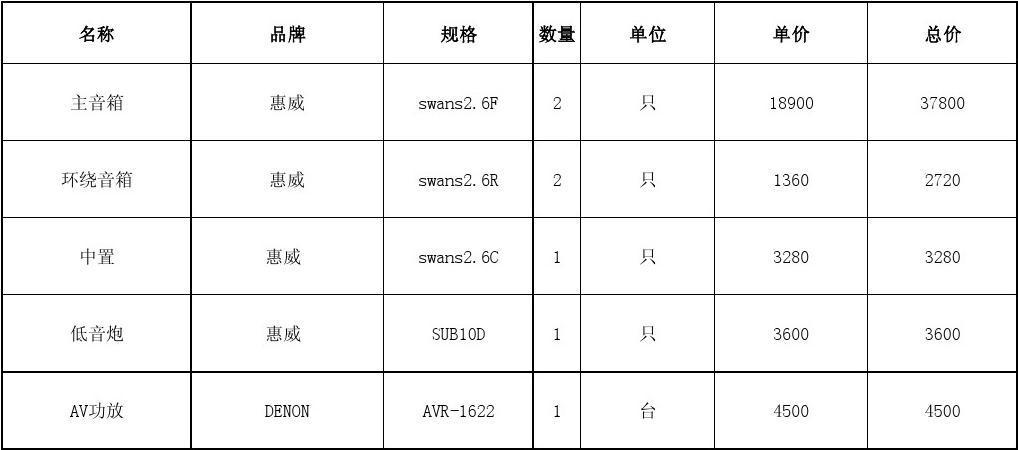 名称 品牌 规格 数量 单位 单价 总价
主音箱 惠威 swans2.6F 2 只 18900 37800
环绕音箱 惠威 swans2.6R 2 只 1360 2720
中置 惠威 swans2.6C 1 只 3280 3280
低音炮 惠威 SUB10D 1 只 3600 3600
AV功放 DENON AVR-1622 1 台 4500 4500